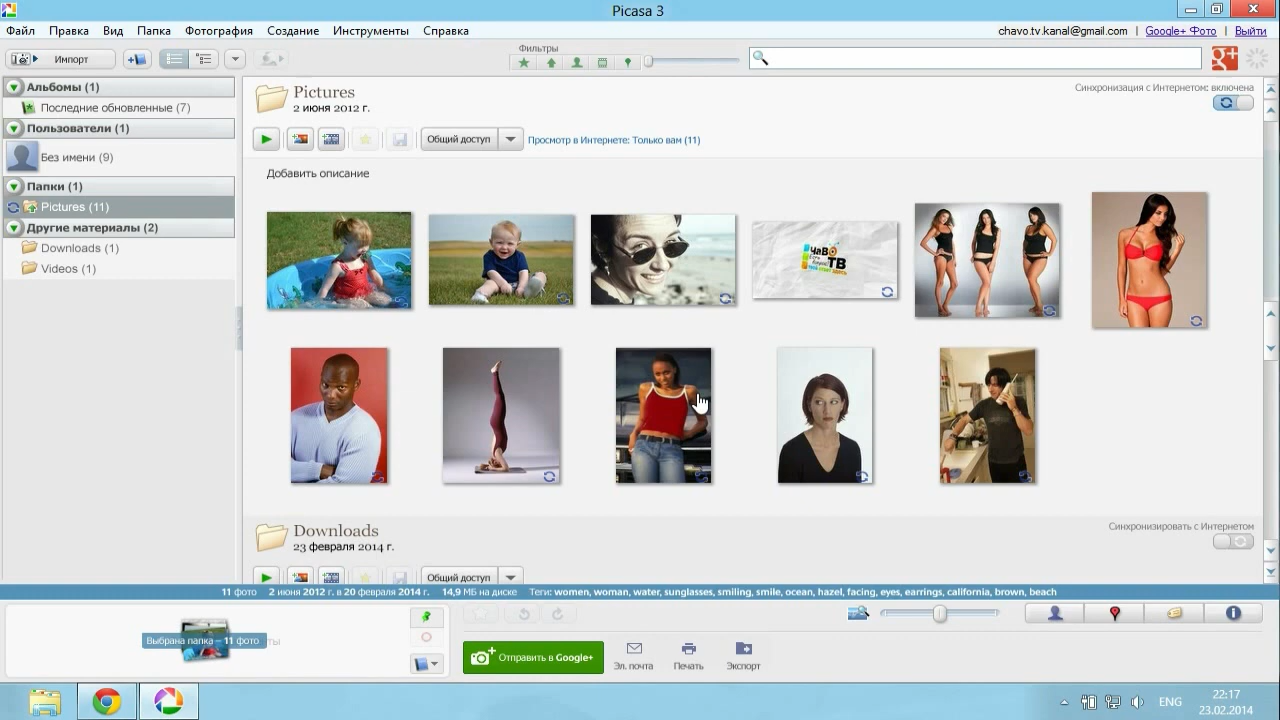 Picasa 3
Файл Правка Вид Папка Фотография Создание Инструменты Справка
chavo.tv.kanal@gmail.com | Google+ Фото | Выйти
Импорт
Фильтры
Альбомы (1)
Последние обновленные (7)
Пользователи (1)
Без имени (9)
Папки (1)
Pictures (11)
Другие материалы (2)
Downloads (1)
Videos (1)
Pictures
2 июня 2012 г.
Синхронизация с Интернетом: включена
Общий доступ
Просмотр в Интернете: Только вам (11)
Добавить описание
ЧаВО
Есть
ТВ
Downloads
23 февраля 2014 г.
Синхронизировать с Интернетом
Общий доступ
11 фото 2 июня 2012 г. в 20 февраля 2014 г. 14,9 МБ на диске Теги: women, woman, water, sunglasses, smiling, smile, ocean, hazel, facing, eyes, earrings, california, brown, beach
Выбрана папка – 11 фото
Отправить в Google+
Эл. почта
Печать
Экспорт
ENG
22:17
23.02.2014